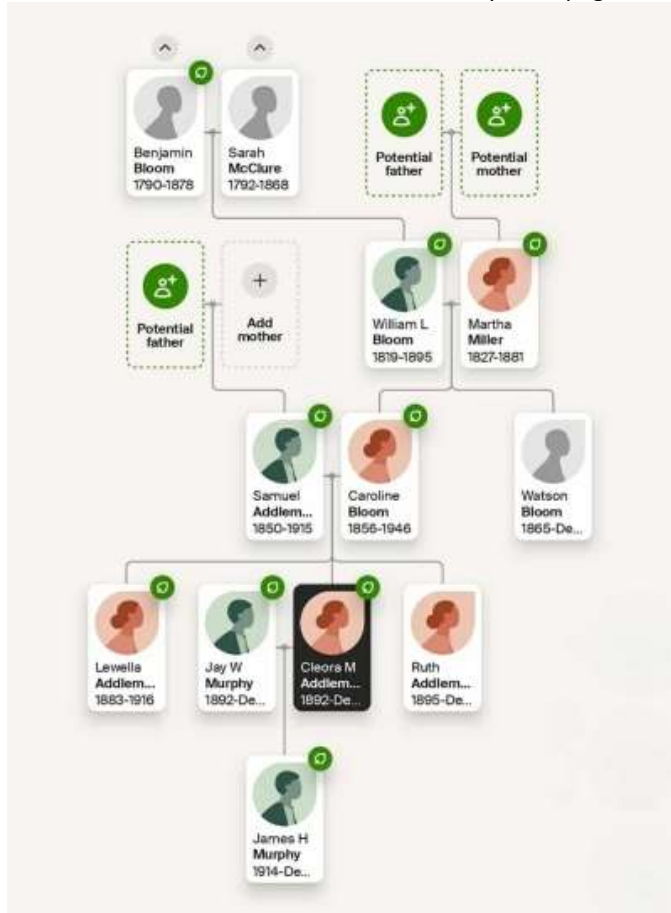 Benjamin
Bloom
1790-1878
Sarah
McClure
1792-1868
Potential
father
Potential
mother
Potential
father
Add
mother
William L
Bloom
1819-1895
Martha
Miller
1827-1881
Samuel
Addlem...
1850-1915
Caroline
Bloom
1856-1946
Watson
Bloom
1865-De...
Lewella
Addlem...
1883-1916
Jay W
Murphy
1892-De...
Cleora M
Addlem...
1892-De...
Ruth
Addlem...
1895-De...
James H
Murphy
1914-De...